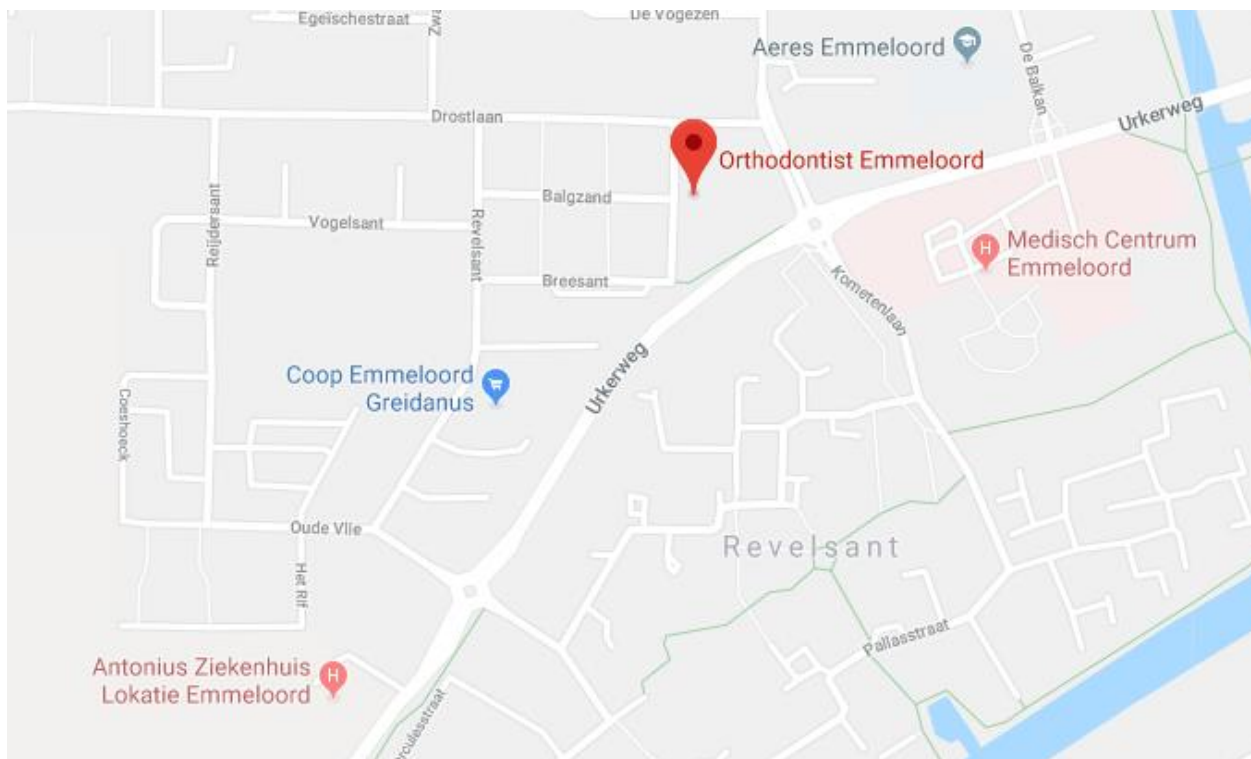 Egeïschestraat
De Vogezen
Aeres Emmeloord
De Balkan
Urkerweg
Drostlaan
Orthodontist Emmeloord
Reijdersant
Balgzand
Vogelsant
Revelsant
Medisch Centrum
Emmeloord
Breesant
Kometenlaan
Urkerweg
Coop Emmeloord
Greidanus
Coeshoeck
Oude Vlie
Revelsant
Het Rif
Pallasstraat
Antonius Ziekenhuis
Lokatie Emmeloord